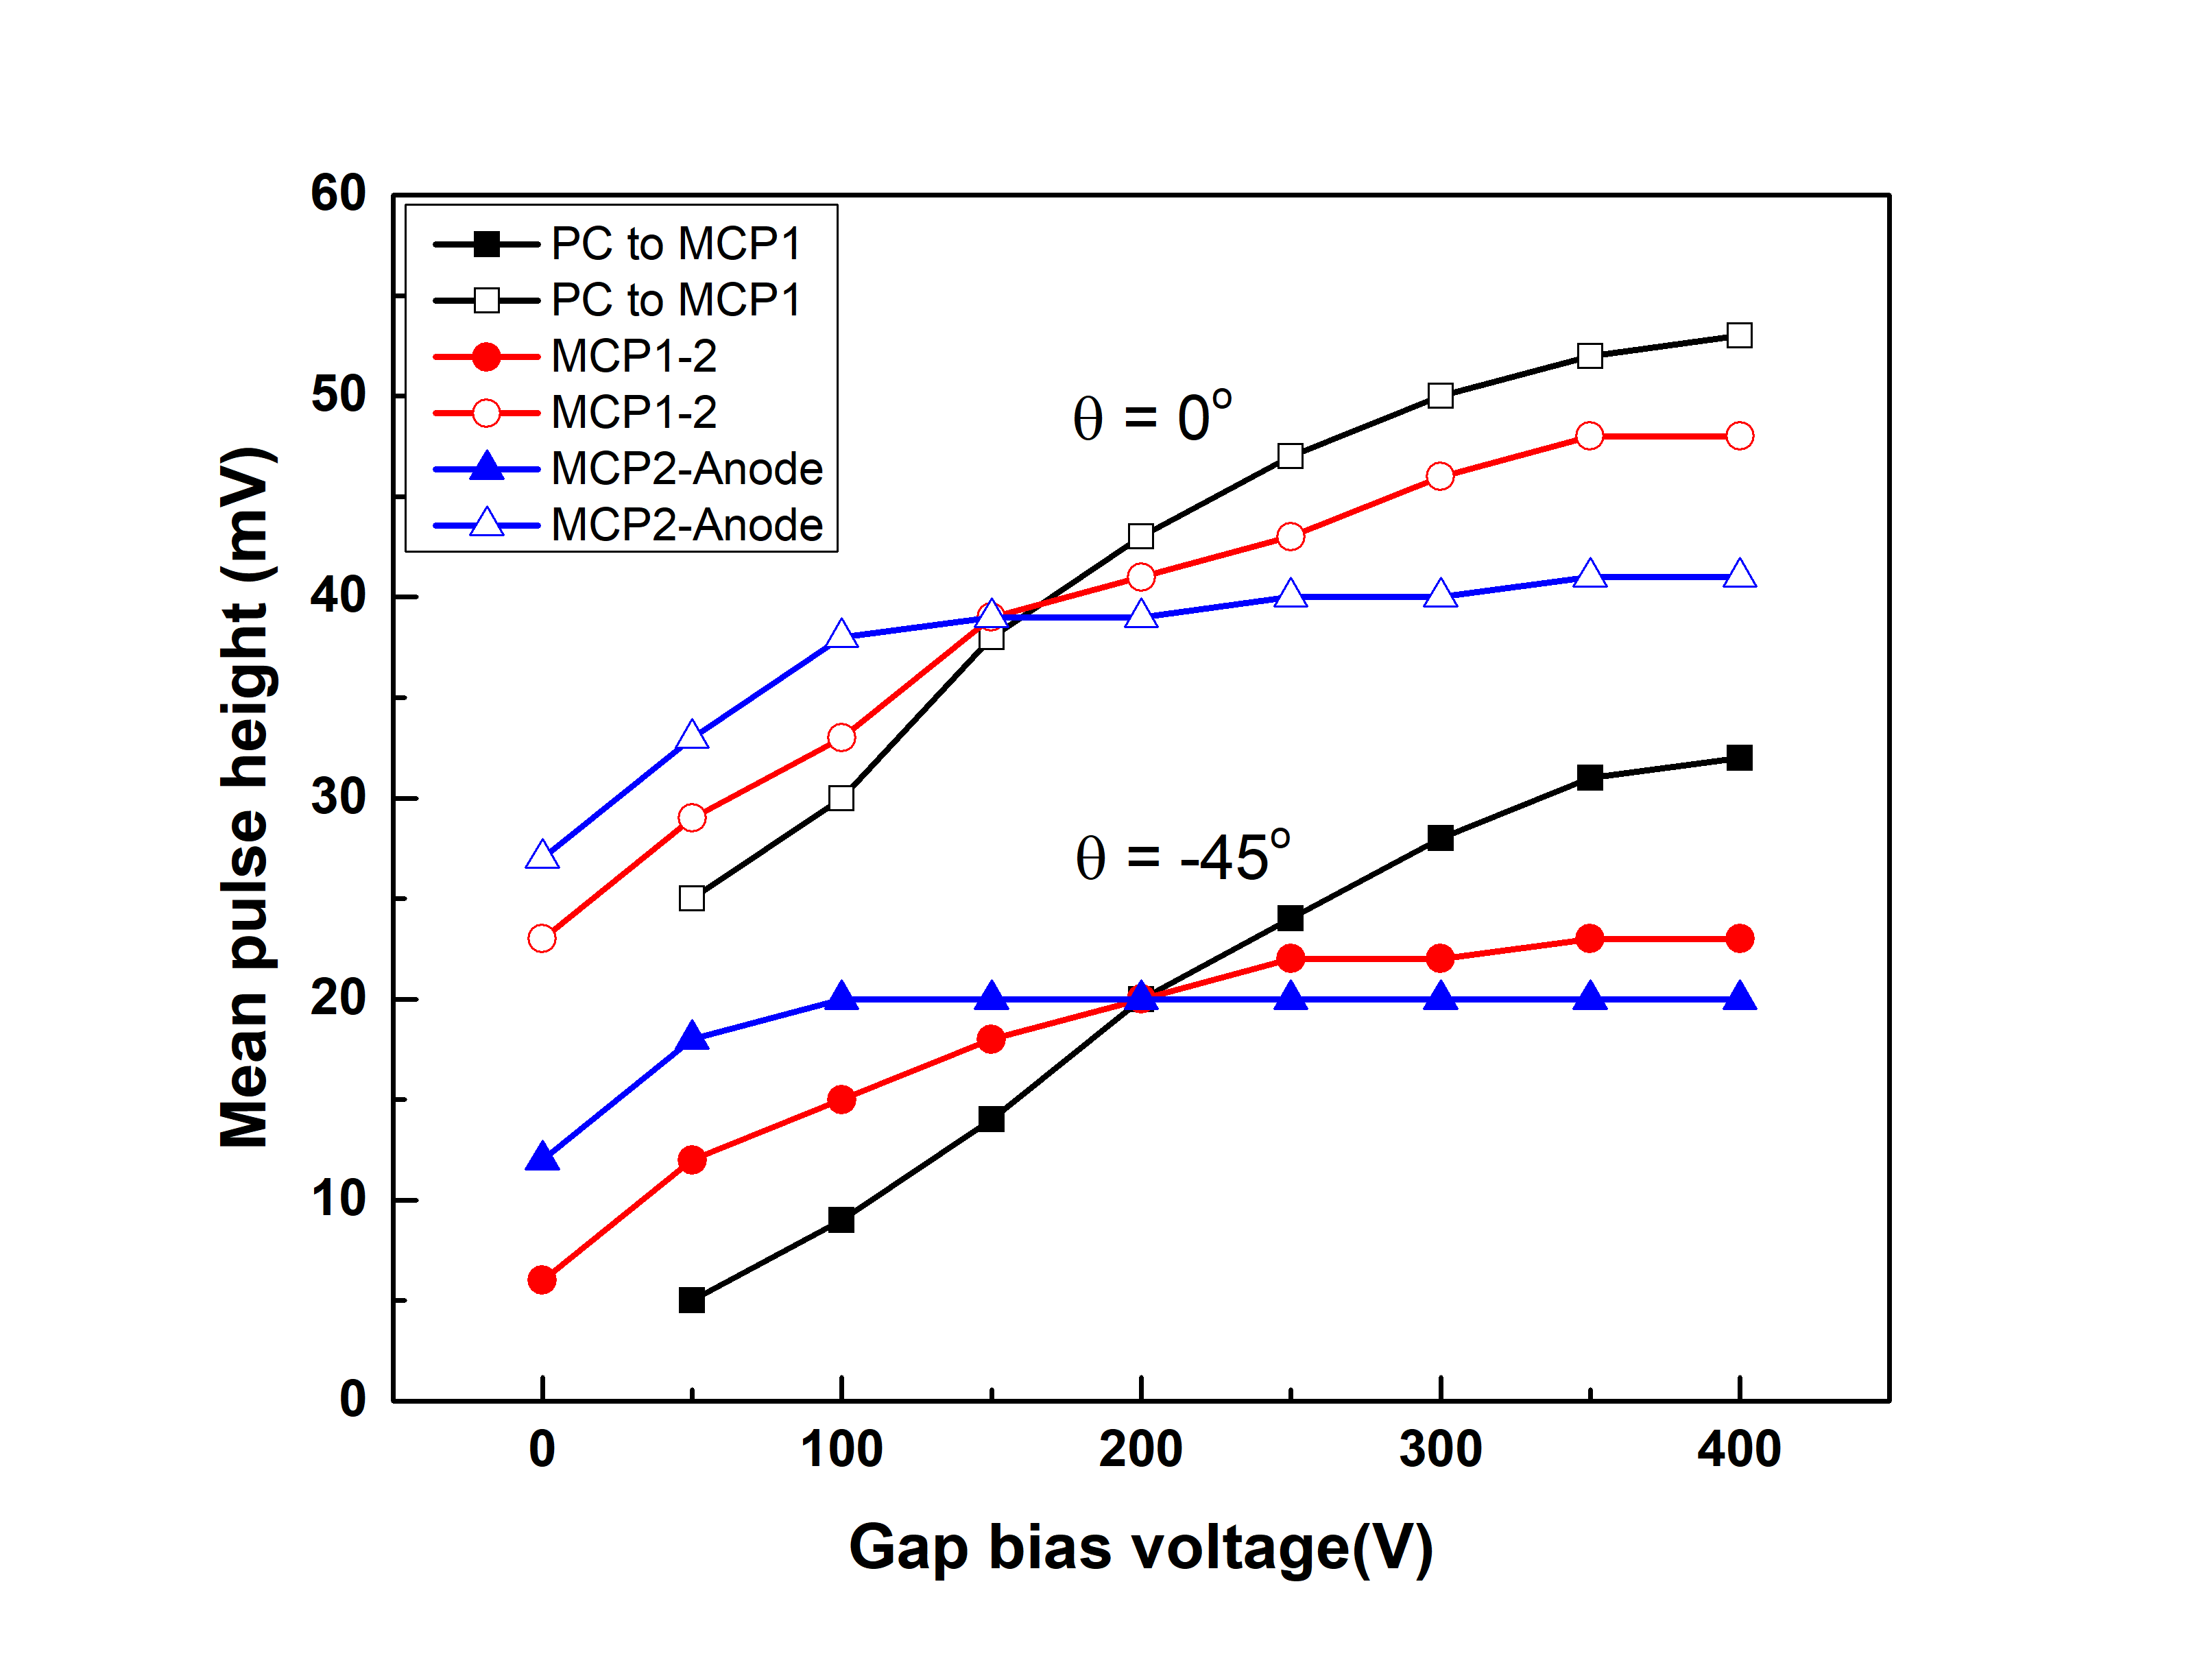 60
50
40
30
20
10
0
Mean pulse height (mV)
PC to MCP1
PC to MCP1
MCP1-2
MCP1-2
MCP2-Anode
MCP2-Anode
θ = 0°
θ = -45°
0 100 200 300 400
Gap bias voltage(V)